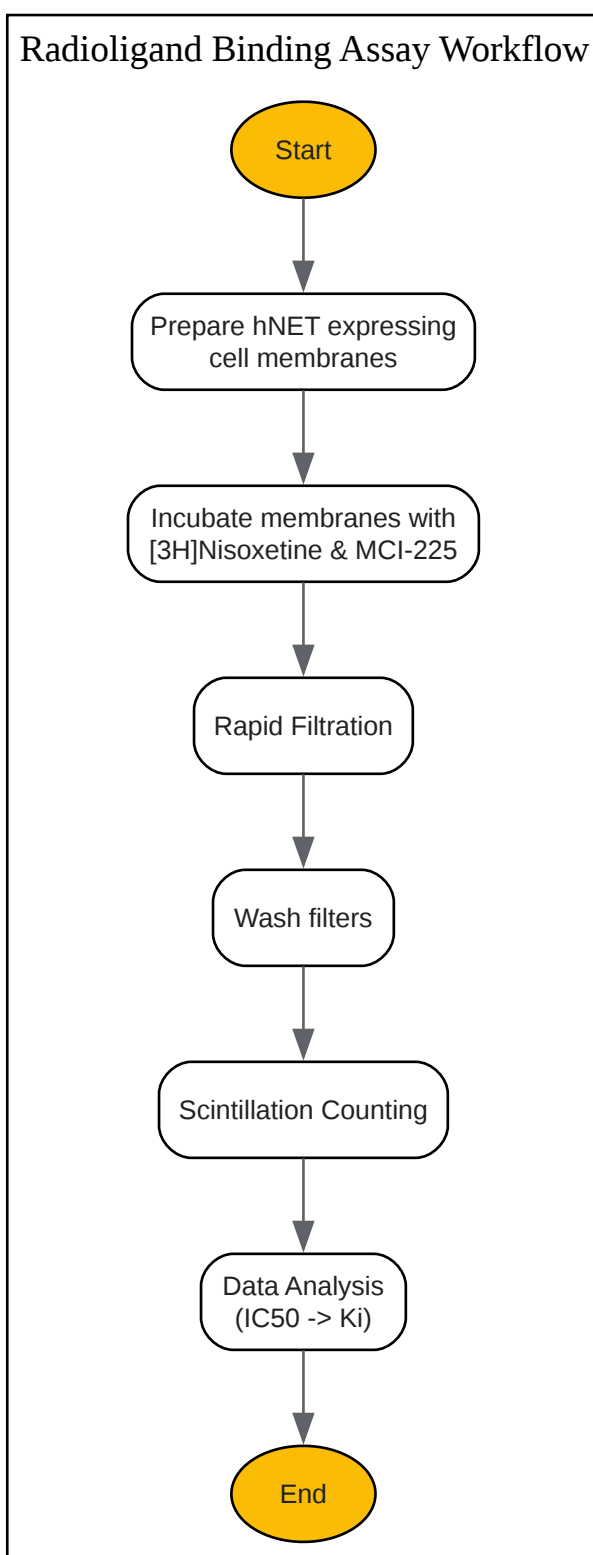 Radioligand Binding Assay Workflow
Start
Prepare hNET expressing
cell membranes
Incubate membranes with
[3H]Nisoxetine & MCI-225
Rapid Filtration
Wash filters
Scintillation Counting
Data Analysis
(IC50 -> Ki)
End